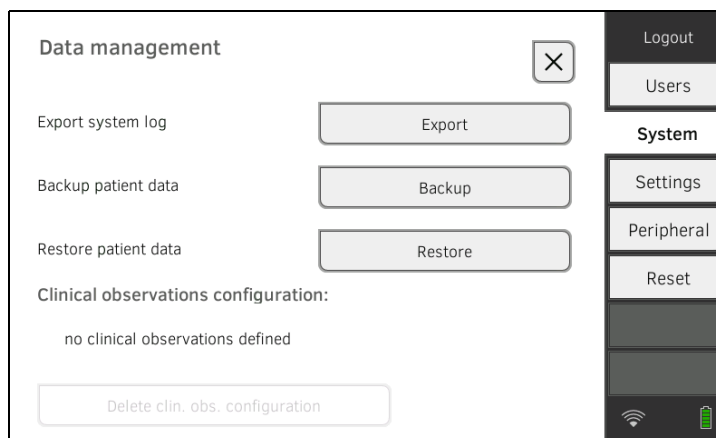 Data management
Export system log
Export
Backup patient data
Backup
Restore patient data
Restore
Clinical observations configuration:
no clinical observations defined
Delete clin. obs. configuration
Logout
Users
System
Settings
Peripheral
Reset